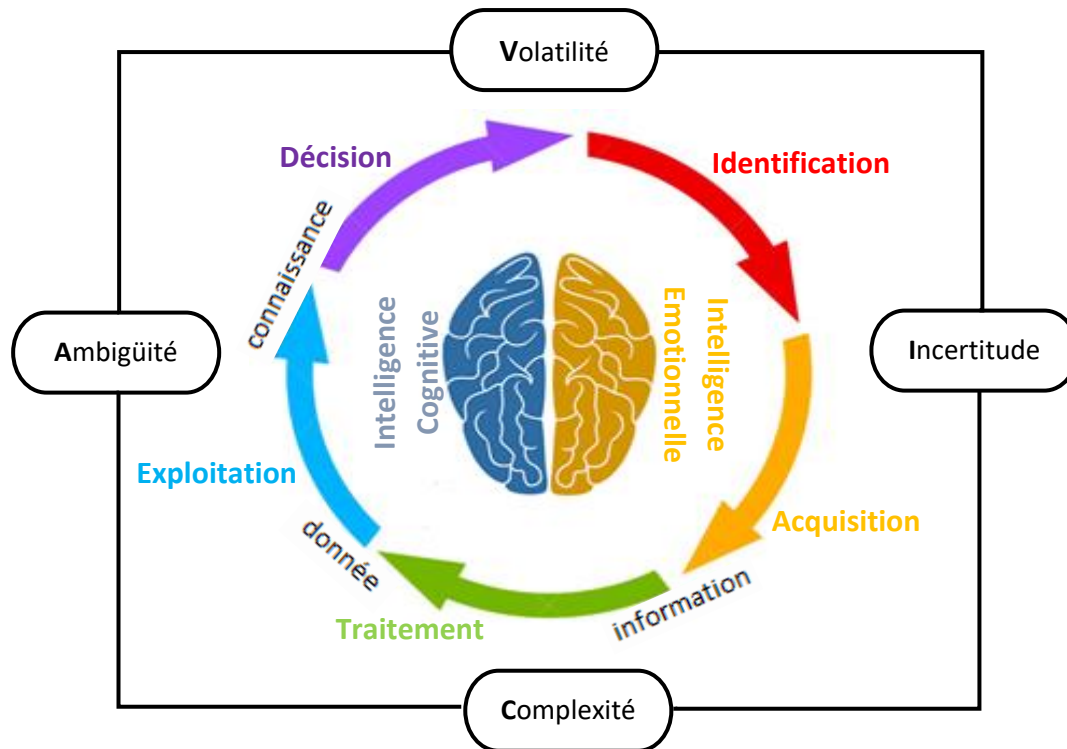 Volatilité
Décision
Identification
connaissance
Intelligence
Cognitive
Intelligence
Emotionnelle
Ambigüité
Incertitude
Exploitation
Acquisition
donnée
information
Traitement
Complexité